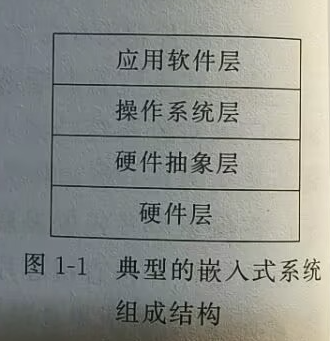 应用软件层
操作系统层
硬件抽象层
硬件层
图 1-1 典型的嵌入式系统
组成结构